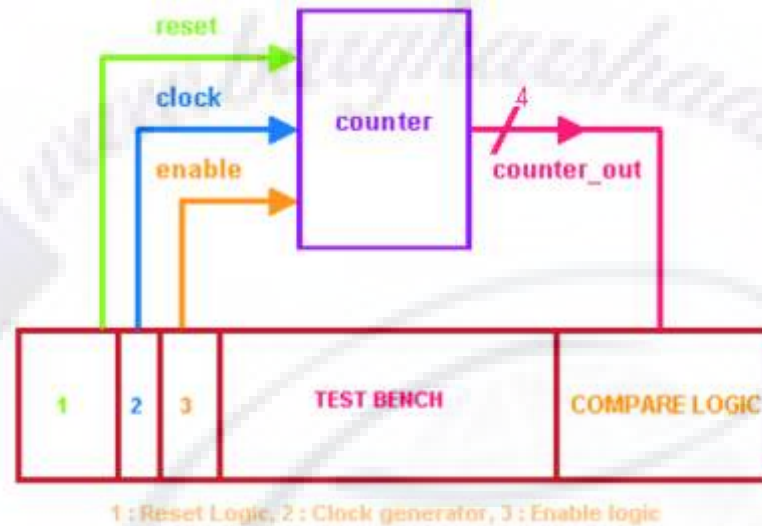 reset
clock
enable
counter
4
counter_out
1
2
3
TEST BENCH
COMPARE LOGIC
1 : Reset Logic, 2 : Clock generator, 3 : Enable logic